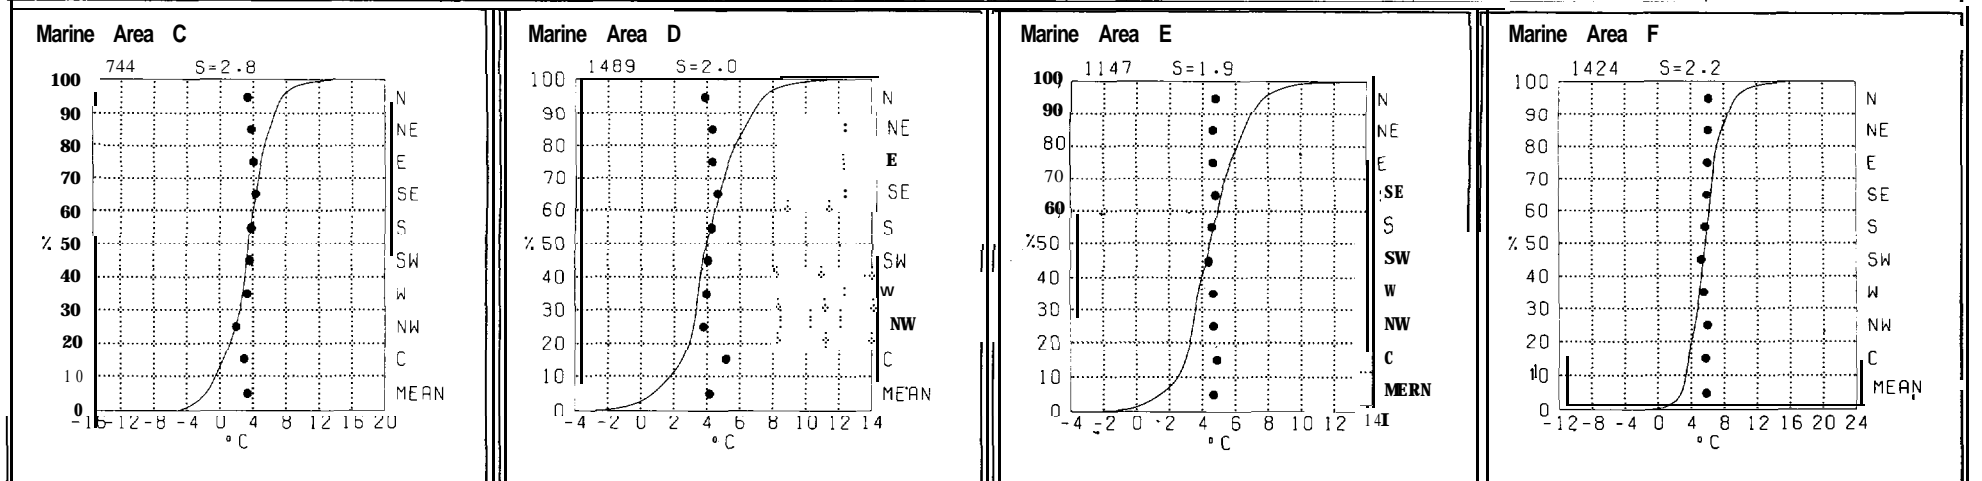 Marine Area C
744 S=2.8
100
90
80
70
60
% 50
40
30
20
10
0
-16 -12 -8 -4 0 4 8 12 16 20
°C
N
NE
E
SE
S
SW
W
NW
C
MEAN
Marine Area D
1489 S=2.0
100
90
80
70
60
% 50
40
30
20
10
0
-4 -2 0 2 4 6 8 10 12 14
°C
N
NE
E
SE
S
SW
W
NW
C
MEAN
Marine Area E
1147 S=1.9
100
90
80
70
60
% 50
40
30
20
10
0
-4 -2 0 2 4 6 8 10 12 14
°C
N
NE
E
SE
S
SW
W
NW
C
MERN
Marine Area F
1424 S=2.2
100
90
80
70
60
% 50
40
30
20
10
0
-12 -8 -4 0 4 8 12 16 20 24
°C
N
NE
E
SE
S
SW
W
NW
C
MEAN